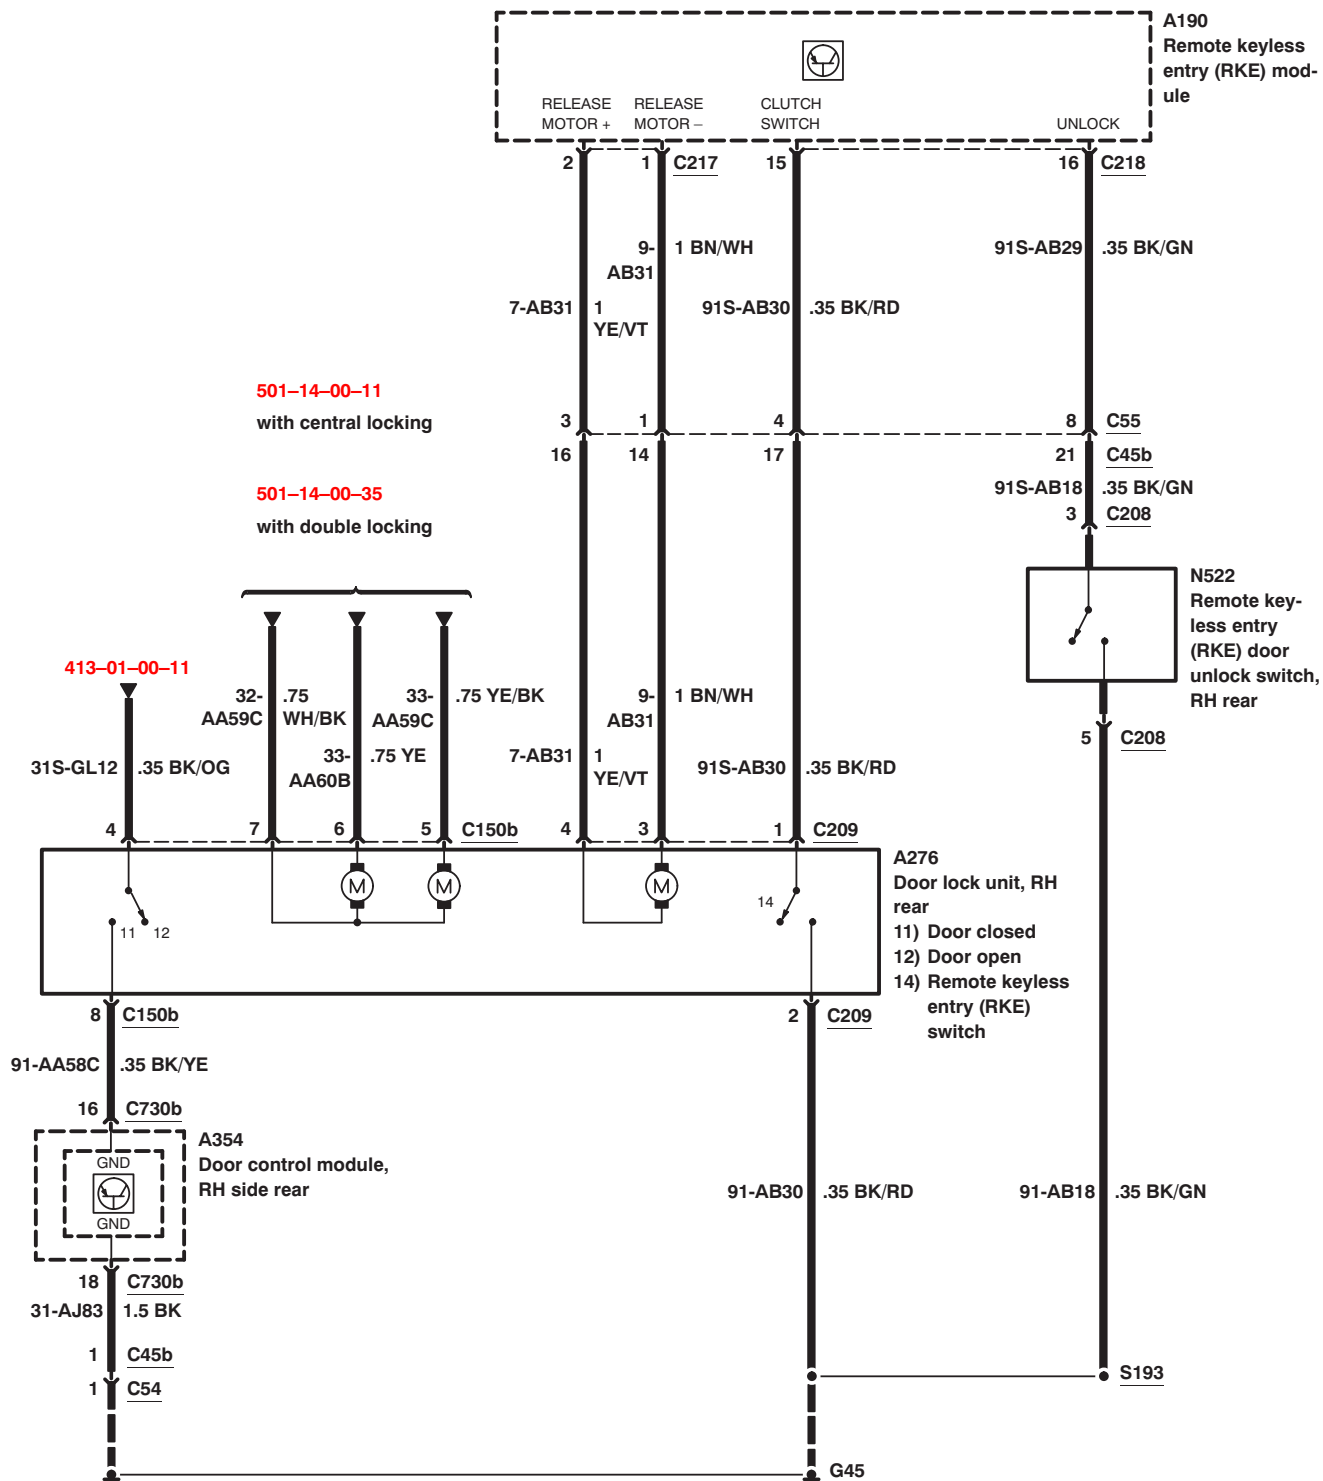 A190
Remote keyless
entry (RKE) mod-
ule
RELEASE
MOTOR +
RELEASE
MOTOR –
CLUTCH
SWITCH
UNLOCK
2
1
C217
15
16
C218
9-
AB31
1 BN/WH
91S-AB29
.35 BK/GN
7-AB31
1
YE/VT
91S-AB30
.35 BK/RD
501–14–00–11
with central locking
3
1
4
8
C55
16
14
17
21
C45b
501–14–00–35
with double locking
91S-AB18
.35 BK/GN
3
C208
N522
Remote key-
less entry
(RKE) door
unlock switch,
RH rear
413–01–00–11
32-
AA59C
.75
WH/BK
33-
AA59C
.75 YE/BK
9-
AB31
1 BN/WH
5
C208
31S-GL12
.35 BK/OG
33-
AA60B
.75 YE
7-AB31
1
YE/VT
91S-AB30
.35 BK/RD
4
7
6
5
C150b
4
3
1
C209
A276
Door lock unit, RH
rear
11) Door closed
12) Door open
14) Remote keyless
entry (RKE)
switch
M
M
M
11
12
14
8
C150b
2
C209
91-AA58C
.35 BK/YE
16
C730b
A354
Door control module,
RH side rear
GND
GND
91-AB30
.35 BK/RD
91-AB18
.35 BK/GN
18
C730b
31-AJ83
1.5 BK
1
C45b
1
C54
S193
G45